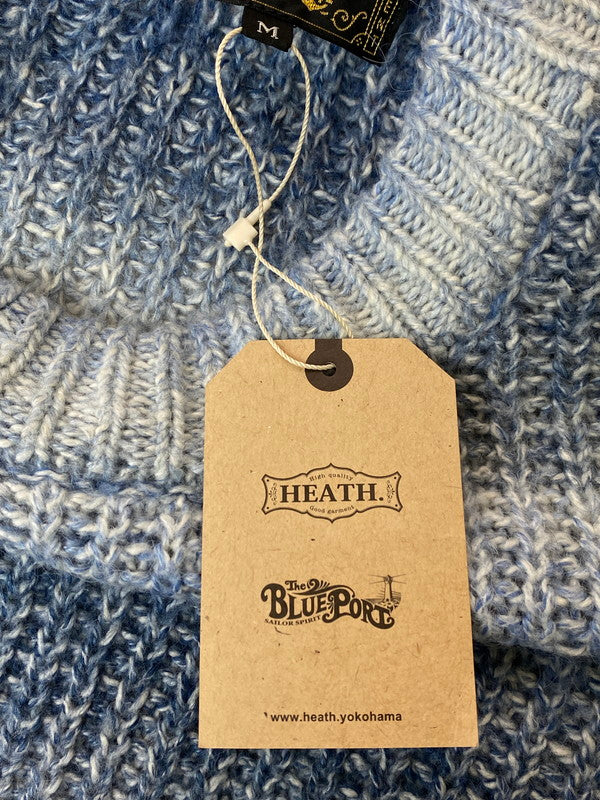 M
High quality
HEATH.
Good garment
The
BLUE PORT
SAILOR SPIRIT
www.heath.yokohama